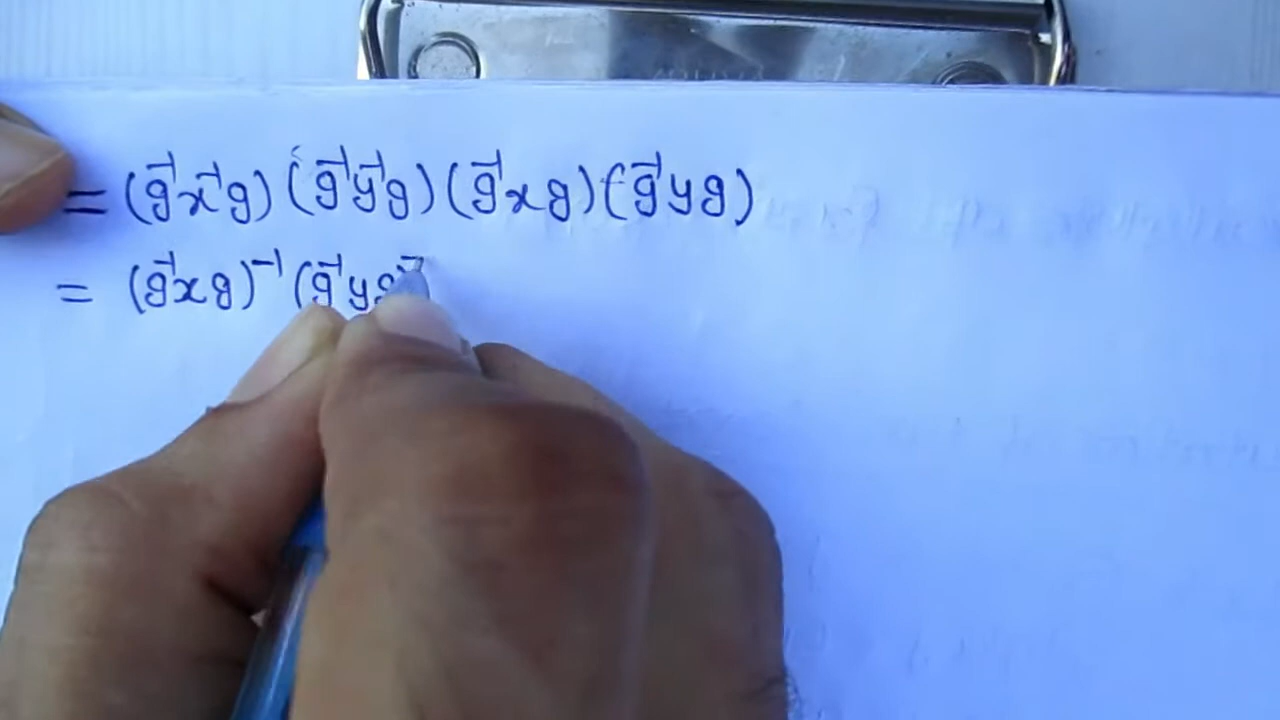 = (g⁻¹x⁻¹g) (g⁻¹y⁻¹g) (g⁻¹xg) (g⁻¹yg)
= (g⁻¹xg)⁻¹ (g⁻¹yg)⁻